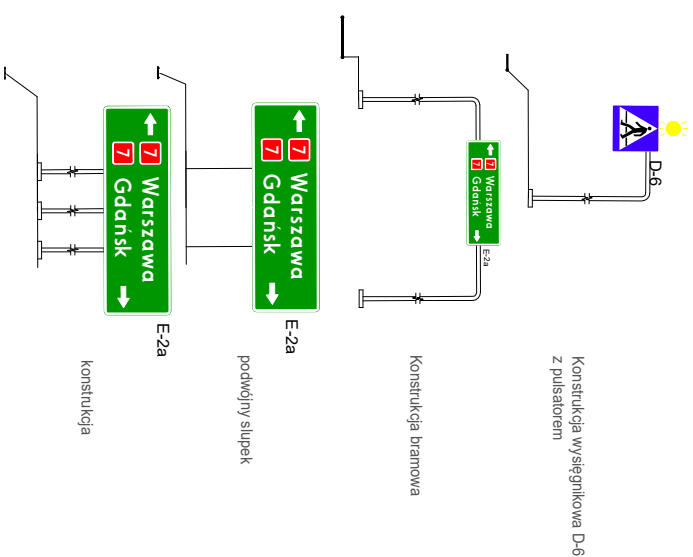 D-6
Konstrukcja wysięgnikowa D-6
z pulsatorem
7 Warszawa
7 Gdańsk
E-2a
Konstrukcja bramowa
7 Warszawa
7 Gdańsk
E-2a
podwójny slupek
7 Warszawa
7 Gdańsk
E-2a
konstrukcja